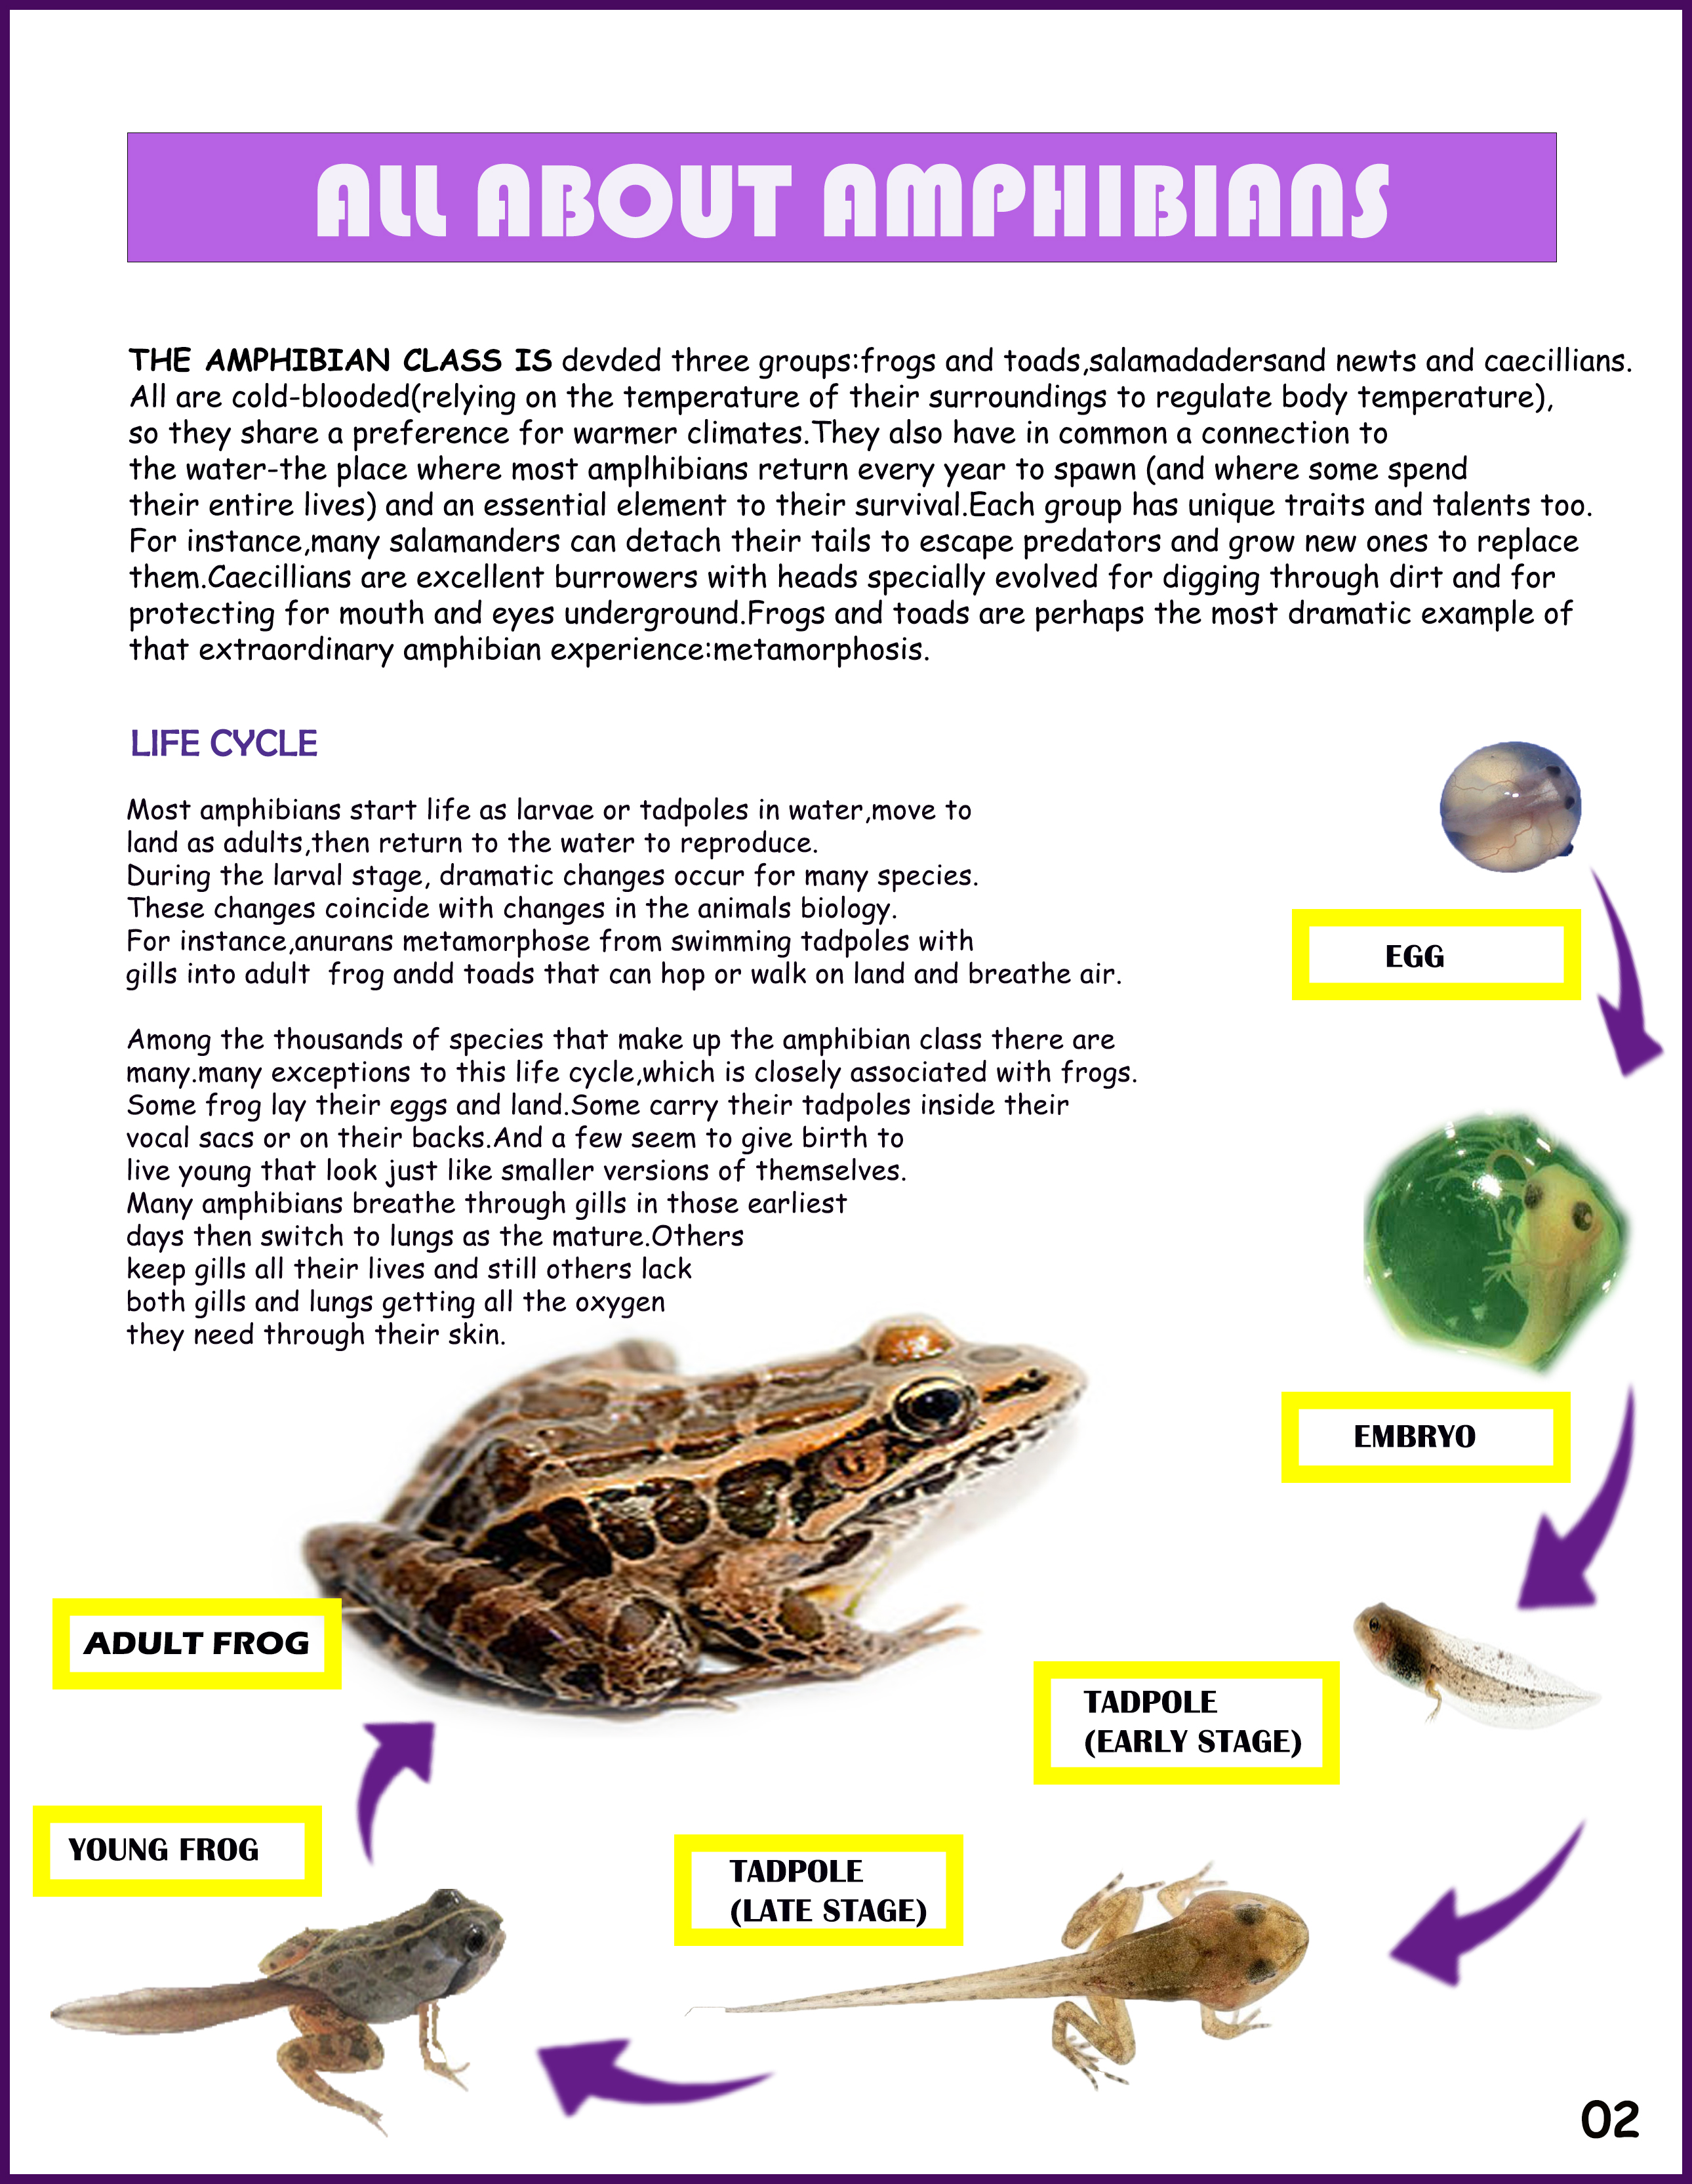 ALL ABOUT AMPHIBIANS
THE AMPHIBIAN CLASS IS devded three groups:frogs and toads,salamadadersand newts and caecillians.
All are cold-blooded(relying on the temperature of their surroundings to regulate body temperature),
so they share a preference for warmer climates.They also have in common a connection to
the water-the place where most amplhibians return every year to spawn (and where some spend
their entire lives) and an essential element to their survival.Each group has unique traits and talents too.
For instance,many salamanders can detach their tails to escape predators and grow new ones to replace
them.Caecillians are excellent burrowers with heads specially evolved for digging through dirt and for
protecting for mouth and eyes underground.Frogs and toads are perhaps the most dramatic example of
that extraordinary amphibian experience:metamorphosis.
LIFE CYCLE
Most amphibians start life as larvae or tadpoles in water,move to
land as adults,then return to the water to reproduce.
During the larval stage, dramatic changes occur for many species.
These changes coincide with changes in the animals biology.
For instance,anurans metamorphose from swimming tadpoles with
gills into adult  frog andd toads that can hop or walk on land and breathe air.
Among the thousands of species that make up the amphibian class there are
many.many exceptions to this life cycle,which is closely associated with frogs.
Some frog lay their eggs and land.Some carry their tadpoles inside their
vocal sacs or on their backs.And a few seem to give birth to
live young that look just like smaller versions of themselves.
Many amphibians breathe through gills in those earliest
days then switch to lungs as the mature.Others
keep gills all their lives and still others lack
both gills and lungs getting all the oxygen
they need through their skin.
EGG
EMBRYO
TADPOLE
(EARLY STAGE)
TADPOLE
(LATE STAGE)
YOUNG FROG
ADULT FROG
02